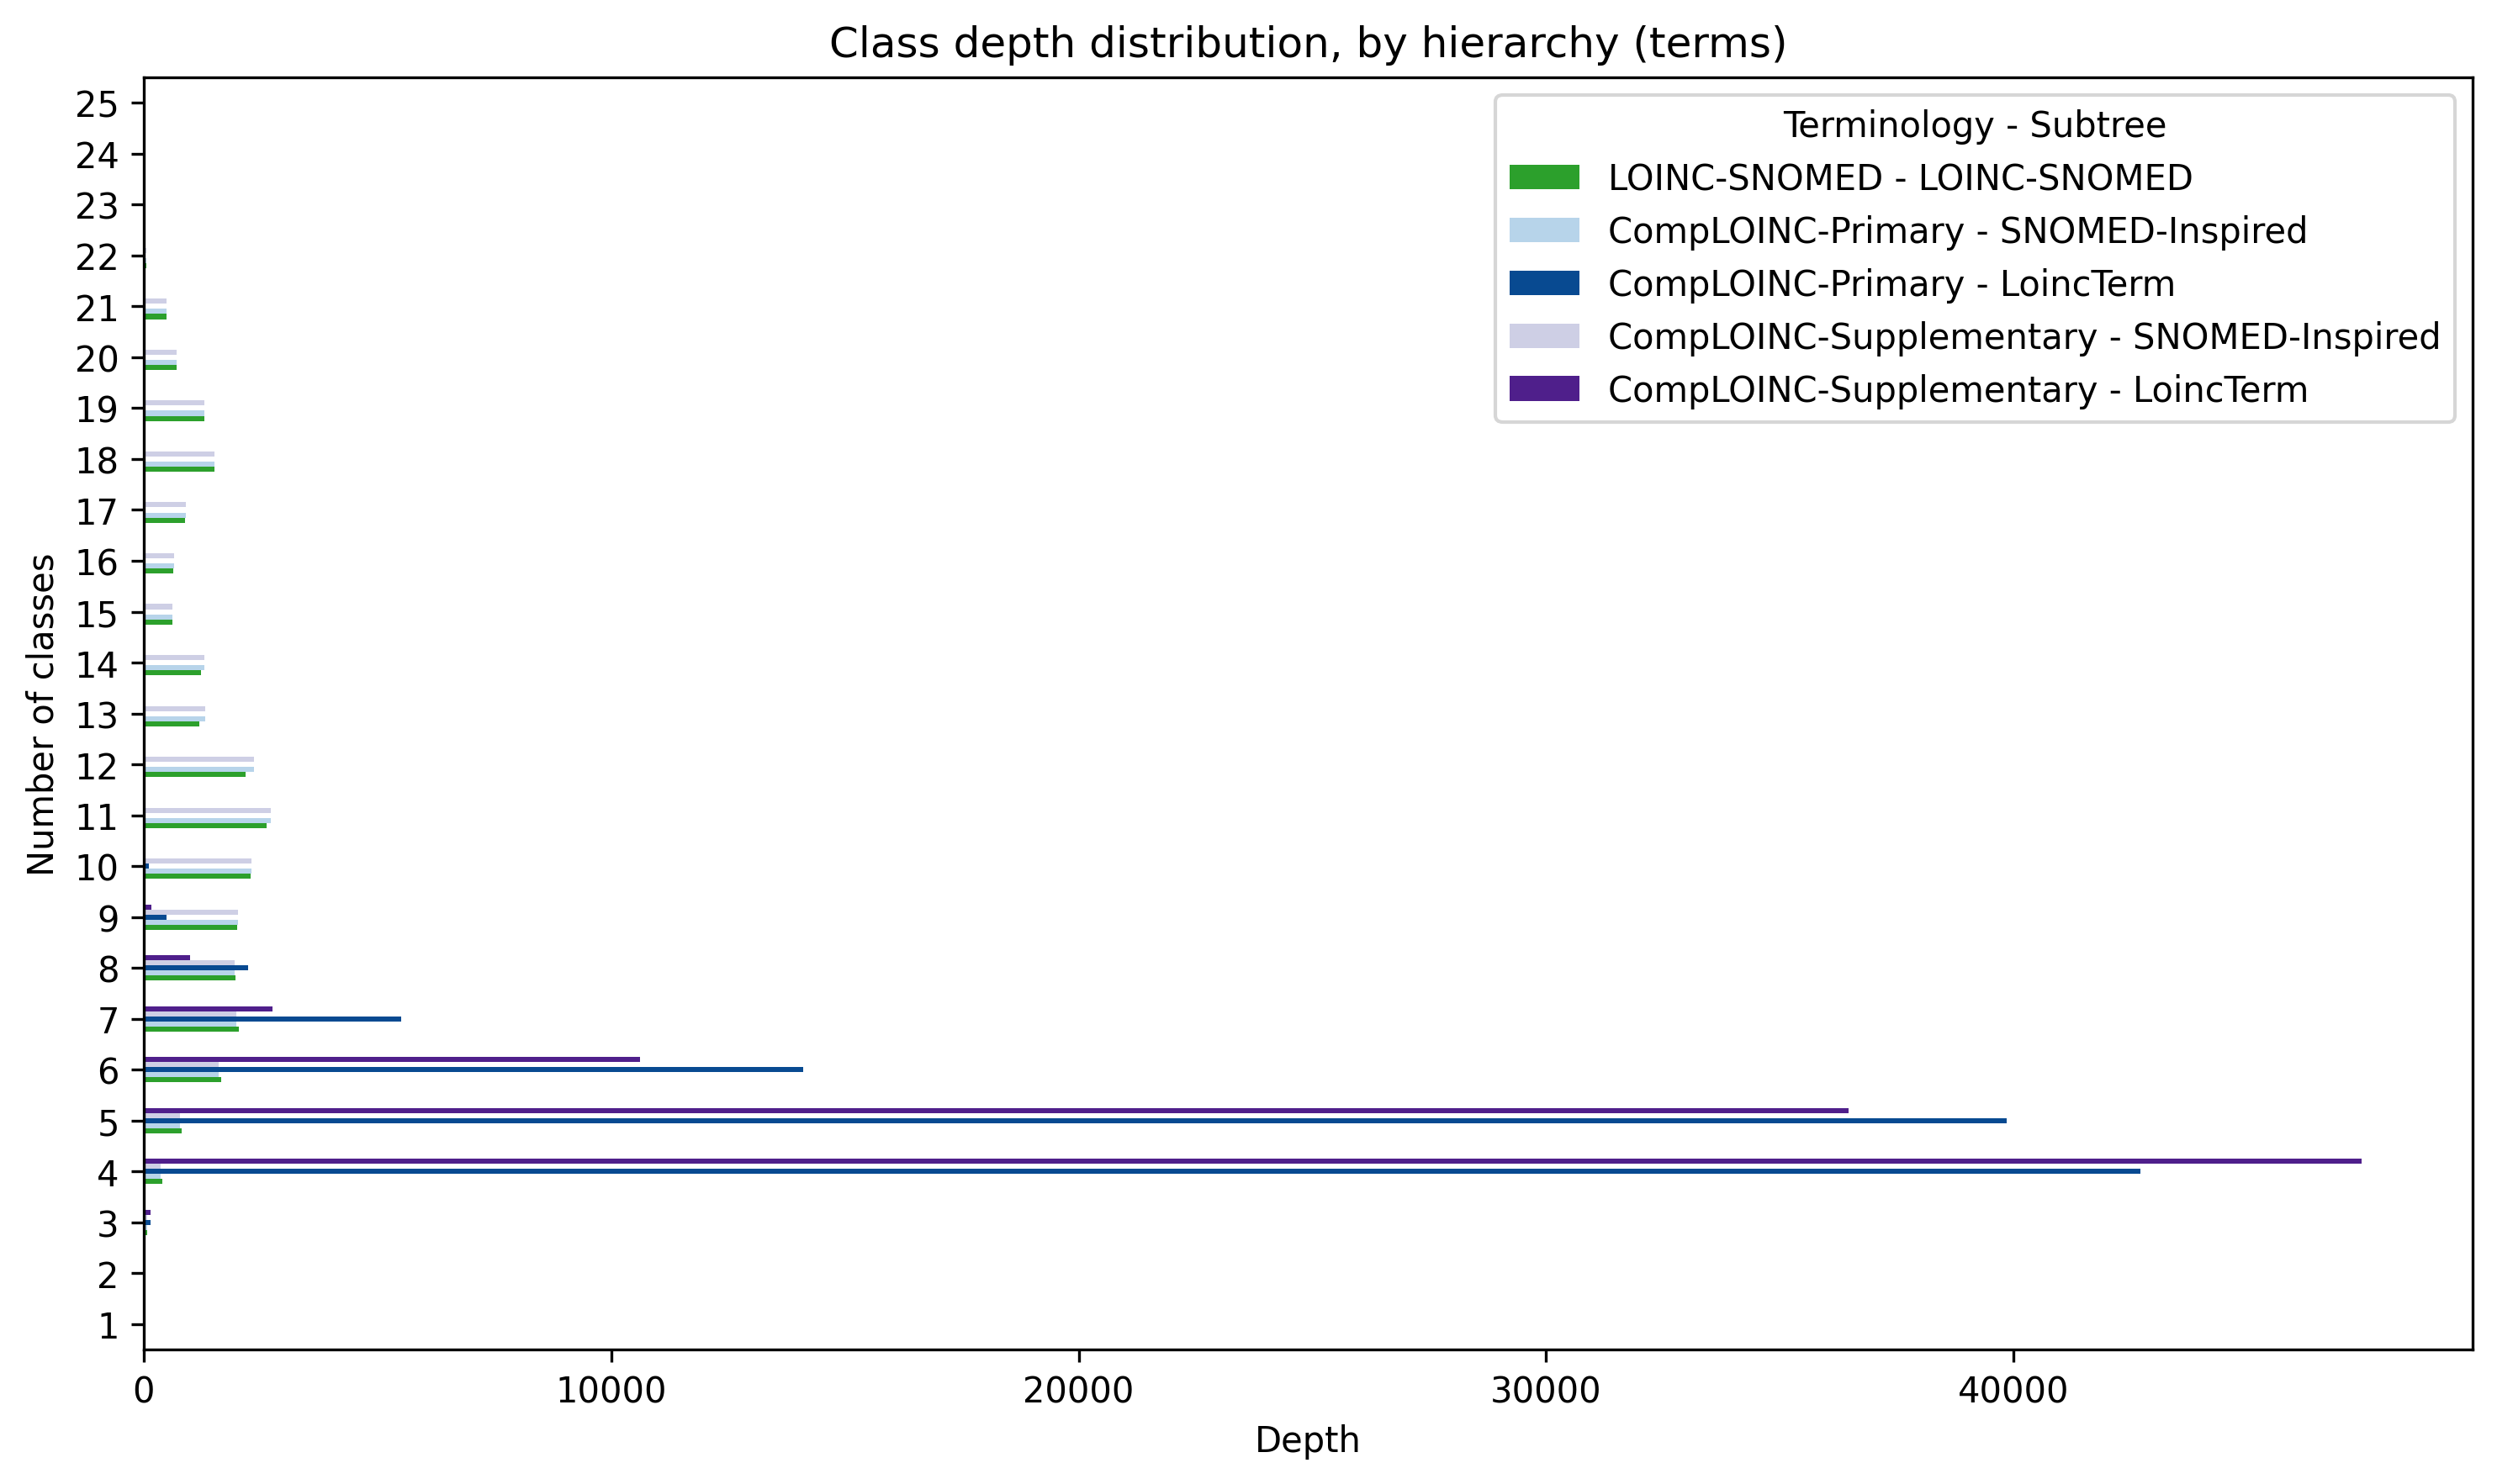 Class depth distribution, by hierarchy (terms)
Terminology - Subtree
LOINC-SNOMED - LOINC-SNOMED
CompLOINC-Primary - SNOMED-Inspired
CompLOINC-Primary - LoincTerm
CompLOINC-Supplementary - SNOMED-Inspired
CompLOINC-Supplementary - LoincTerm
Number of classes
25
24
23
22
21
20
19
18
17
16
15
14
13
12
11
10
9
8
7
6
5
4
3
2
1
0 10000 20000 30000 40000
Depth